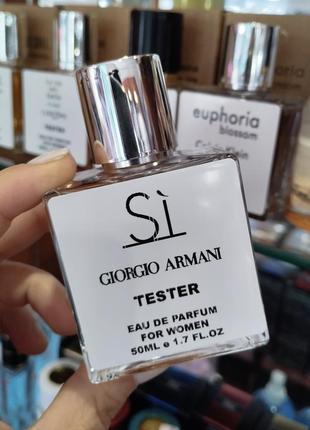 Sì
GIORGIO ARMANI
TESTER
EAU DE PARFUM
FOR WOMEN
50ML e 1.7 FL.OZ
euphoria
blossom
Calvin Klein
TESTER